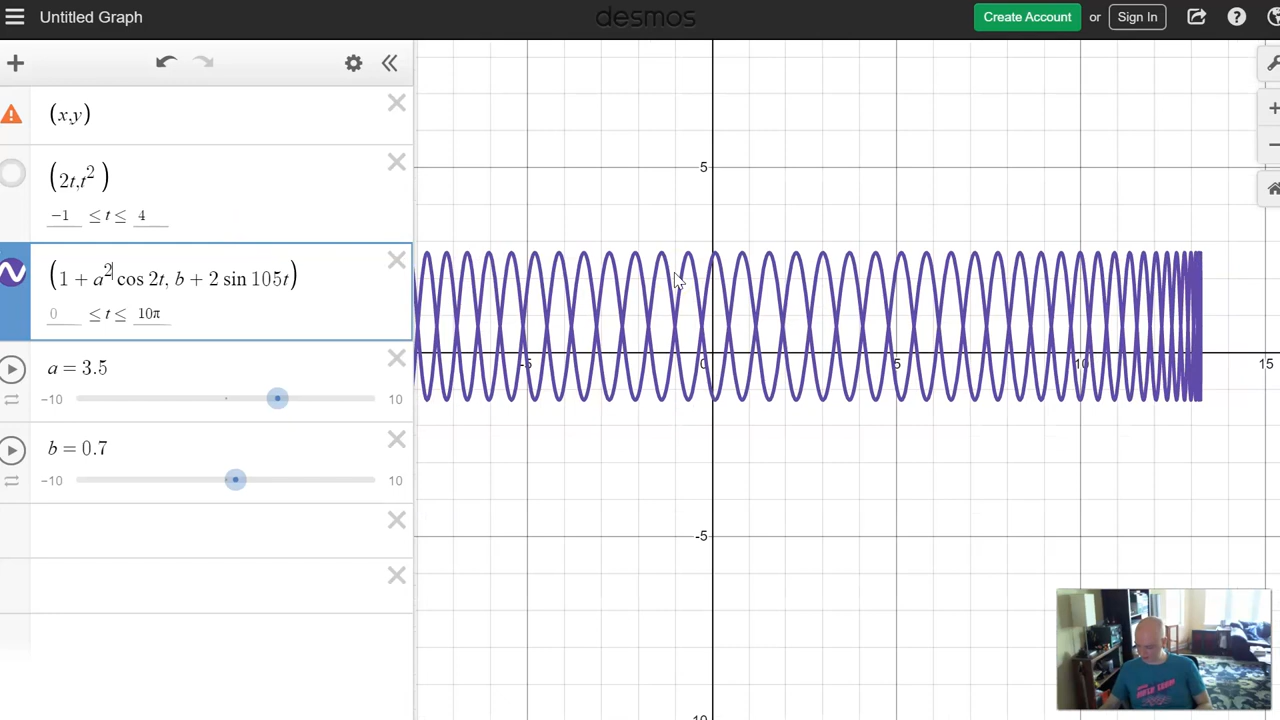 Untitled Graph
desmos
Create Account or Sign In
(x,y)
(2t,t²)
−1 ≤ t ≤ 4
(1 + a² cos 2t, b + 2 sin 105t)
0 ≤ t ≤ 10π
a = 3.5
-10 10
b = 0.7
-10 10
5
-5 0 5 10 15
-5
-10